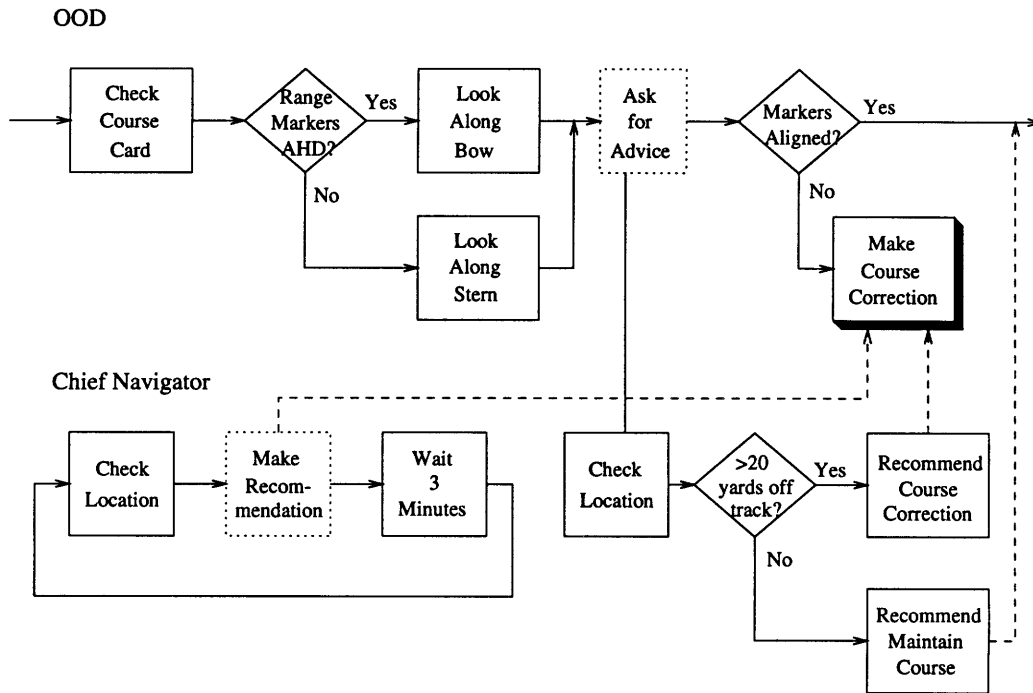 OOD
Check
Course
Card
Range
Markers
AHD?
Yes
No
Look
Along
Bow
Look
Along
Stern
Ask
for
Advice
Markers
Aligned?
Yes
No
Make
Course
Correction
Chief Navigator
Check
Location
Make
Recom-
mendation
Wait
3
Minutes
Check
Location
>20
yards off
track?
Yes
No
Recommend
Course
Correction
Recommend
Maintain
Course